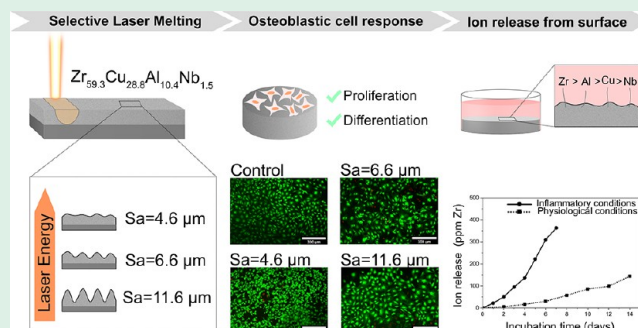 Selective Laser Melting
Osteoblastic cell response
Ion release from surface
Zr59.3Cu28.8Al10.4Nb1.5
Laser Energy
Sa=4.6 µm
Sa=6.6 µm
Sa=11.6 µm
Proliferation
Differentiation
Control
Sa=6.6 µm
Sa=4.6 µm
Sa=11.6 µm
Zr > Al >Cu> Nb
Inflammatory conditions
Physiological conditions
Ion release (ppm Zr)
500
400
300
200
100
0
0 2 4 6 8 10 12 14
Incubation time (days)